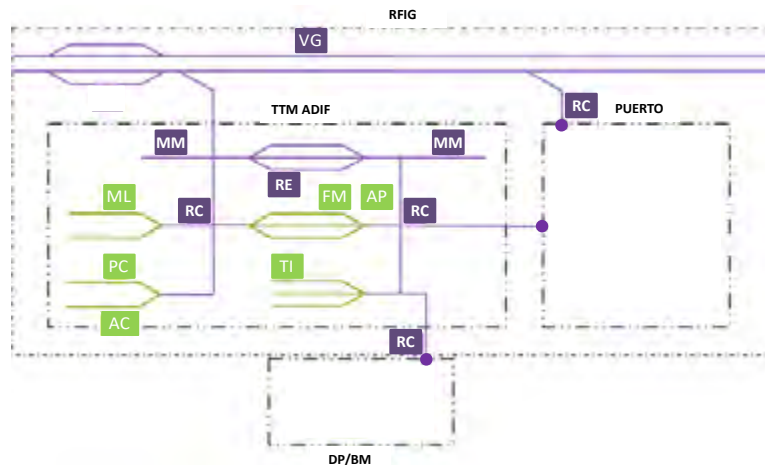 RFIG
VG
RC
TTM ADIF
PUERTO
MM
MM
RE
ML
FM
AP
RC
RC
PC
TI
AC
RC
DP/BM